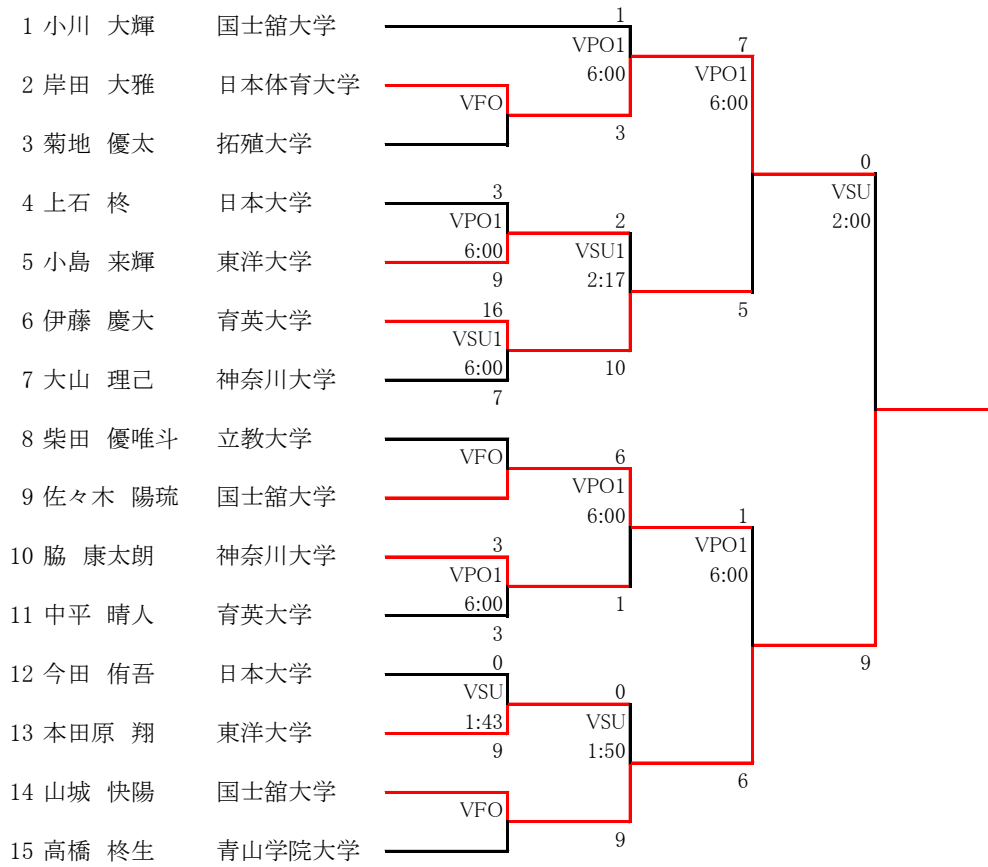 1
1 小川 大輝 国士舘大学
VPO1
7
6:00
VPO1
2 岸田 大雅 日本体育大学
6:00
VFO
3
3 菊地 優太 拓殖大学
0
3
VSU
4 上石 柊 日本大学
VPO1
2
2:00
6:00
VSU1
5 小島 来輝 東洋大学
9
2:17
16
5
6 伊藤 慶大 育英大学
VSU1
6:00
10
7 大山 理己 神奈川大学
7
8 柴田 優唯斗 立教大学
VFO
6
VPO1
9 佐々木 陽琉 国士舘大学
6:00
1
3
VPO1
10 脇 康太朗 神奈川大学
VPO1
6:00
6:00
1
11 中平 晴人 育英大学
3
0
9
12 今田 侑吾 日本大学
VSU
0
1:43
VSU
13 本田原 翔 東洋大学
9
1:50
6
14 山城 快陽 国士舘大学
VFO
9
15 高橋 柊生 青山学院大学